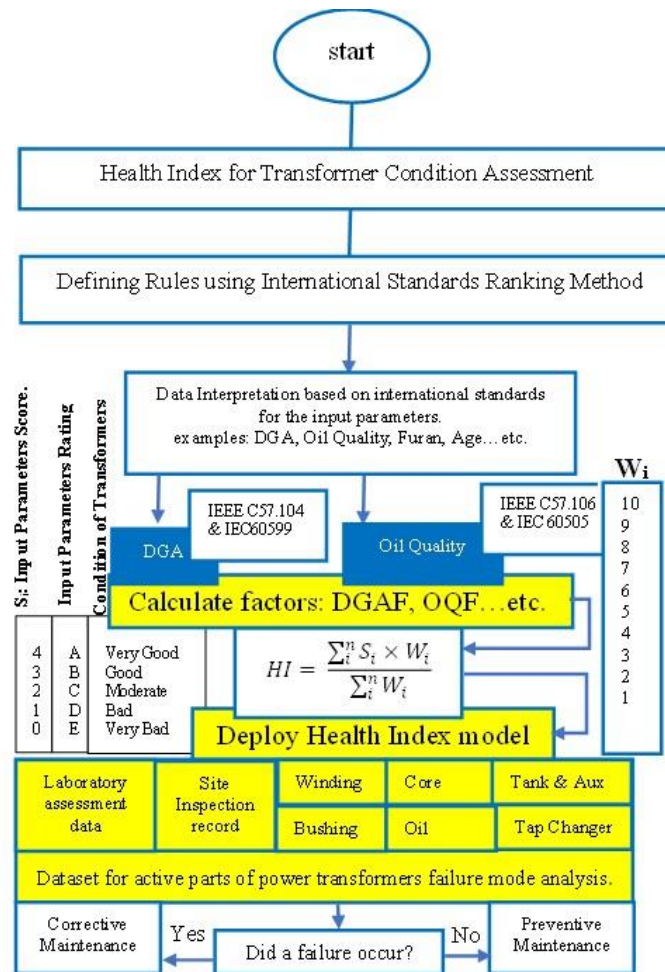 start
Health Index for Transformer Condition Assessment
Defining Rules using International Standards Ranking Method
Data Interpretation based on international standards
for the input parameters.
examples: DGA, Oil Quality, Furan, Age…etc.
Sᵢ: Input Parameters Score.
Input Parameters Rating
Condition of Transformers
4 A Very Good
3 B Good
2 C Moderate
1 D Bad
0 E Very Bad
IEEE C57.104
& IEC60599
DGA
IEEE C57.106
& IEC 60505
Oil Quality
Wᵢ
10
9
8
7
6
5
4
3
2
1
Calculate factors: DGAF, OQF…etc.
HI = ∑ᵢⁿ Sᵢ × Wᵢ / ∑ᵢⁿ Wᵢ
Deploy Health Index model
Laboratory
assessment
data
Site
Inspection
record
Winding
Core
Tank & Aux
Bushing
Oil
Tap Changer
Dataset for active parts of power transformers failure mode analysis.
Corrective
Maintenance
Yes
Did a failure occur?
No
Preventive
Maintenance